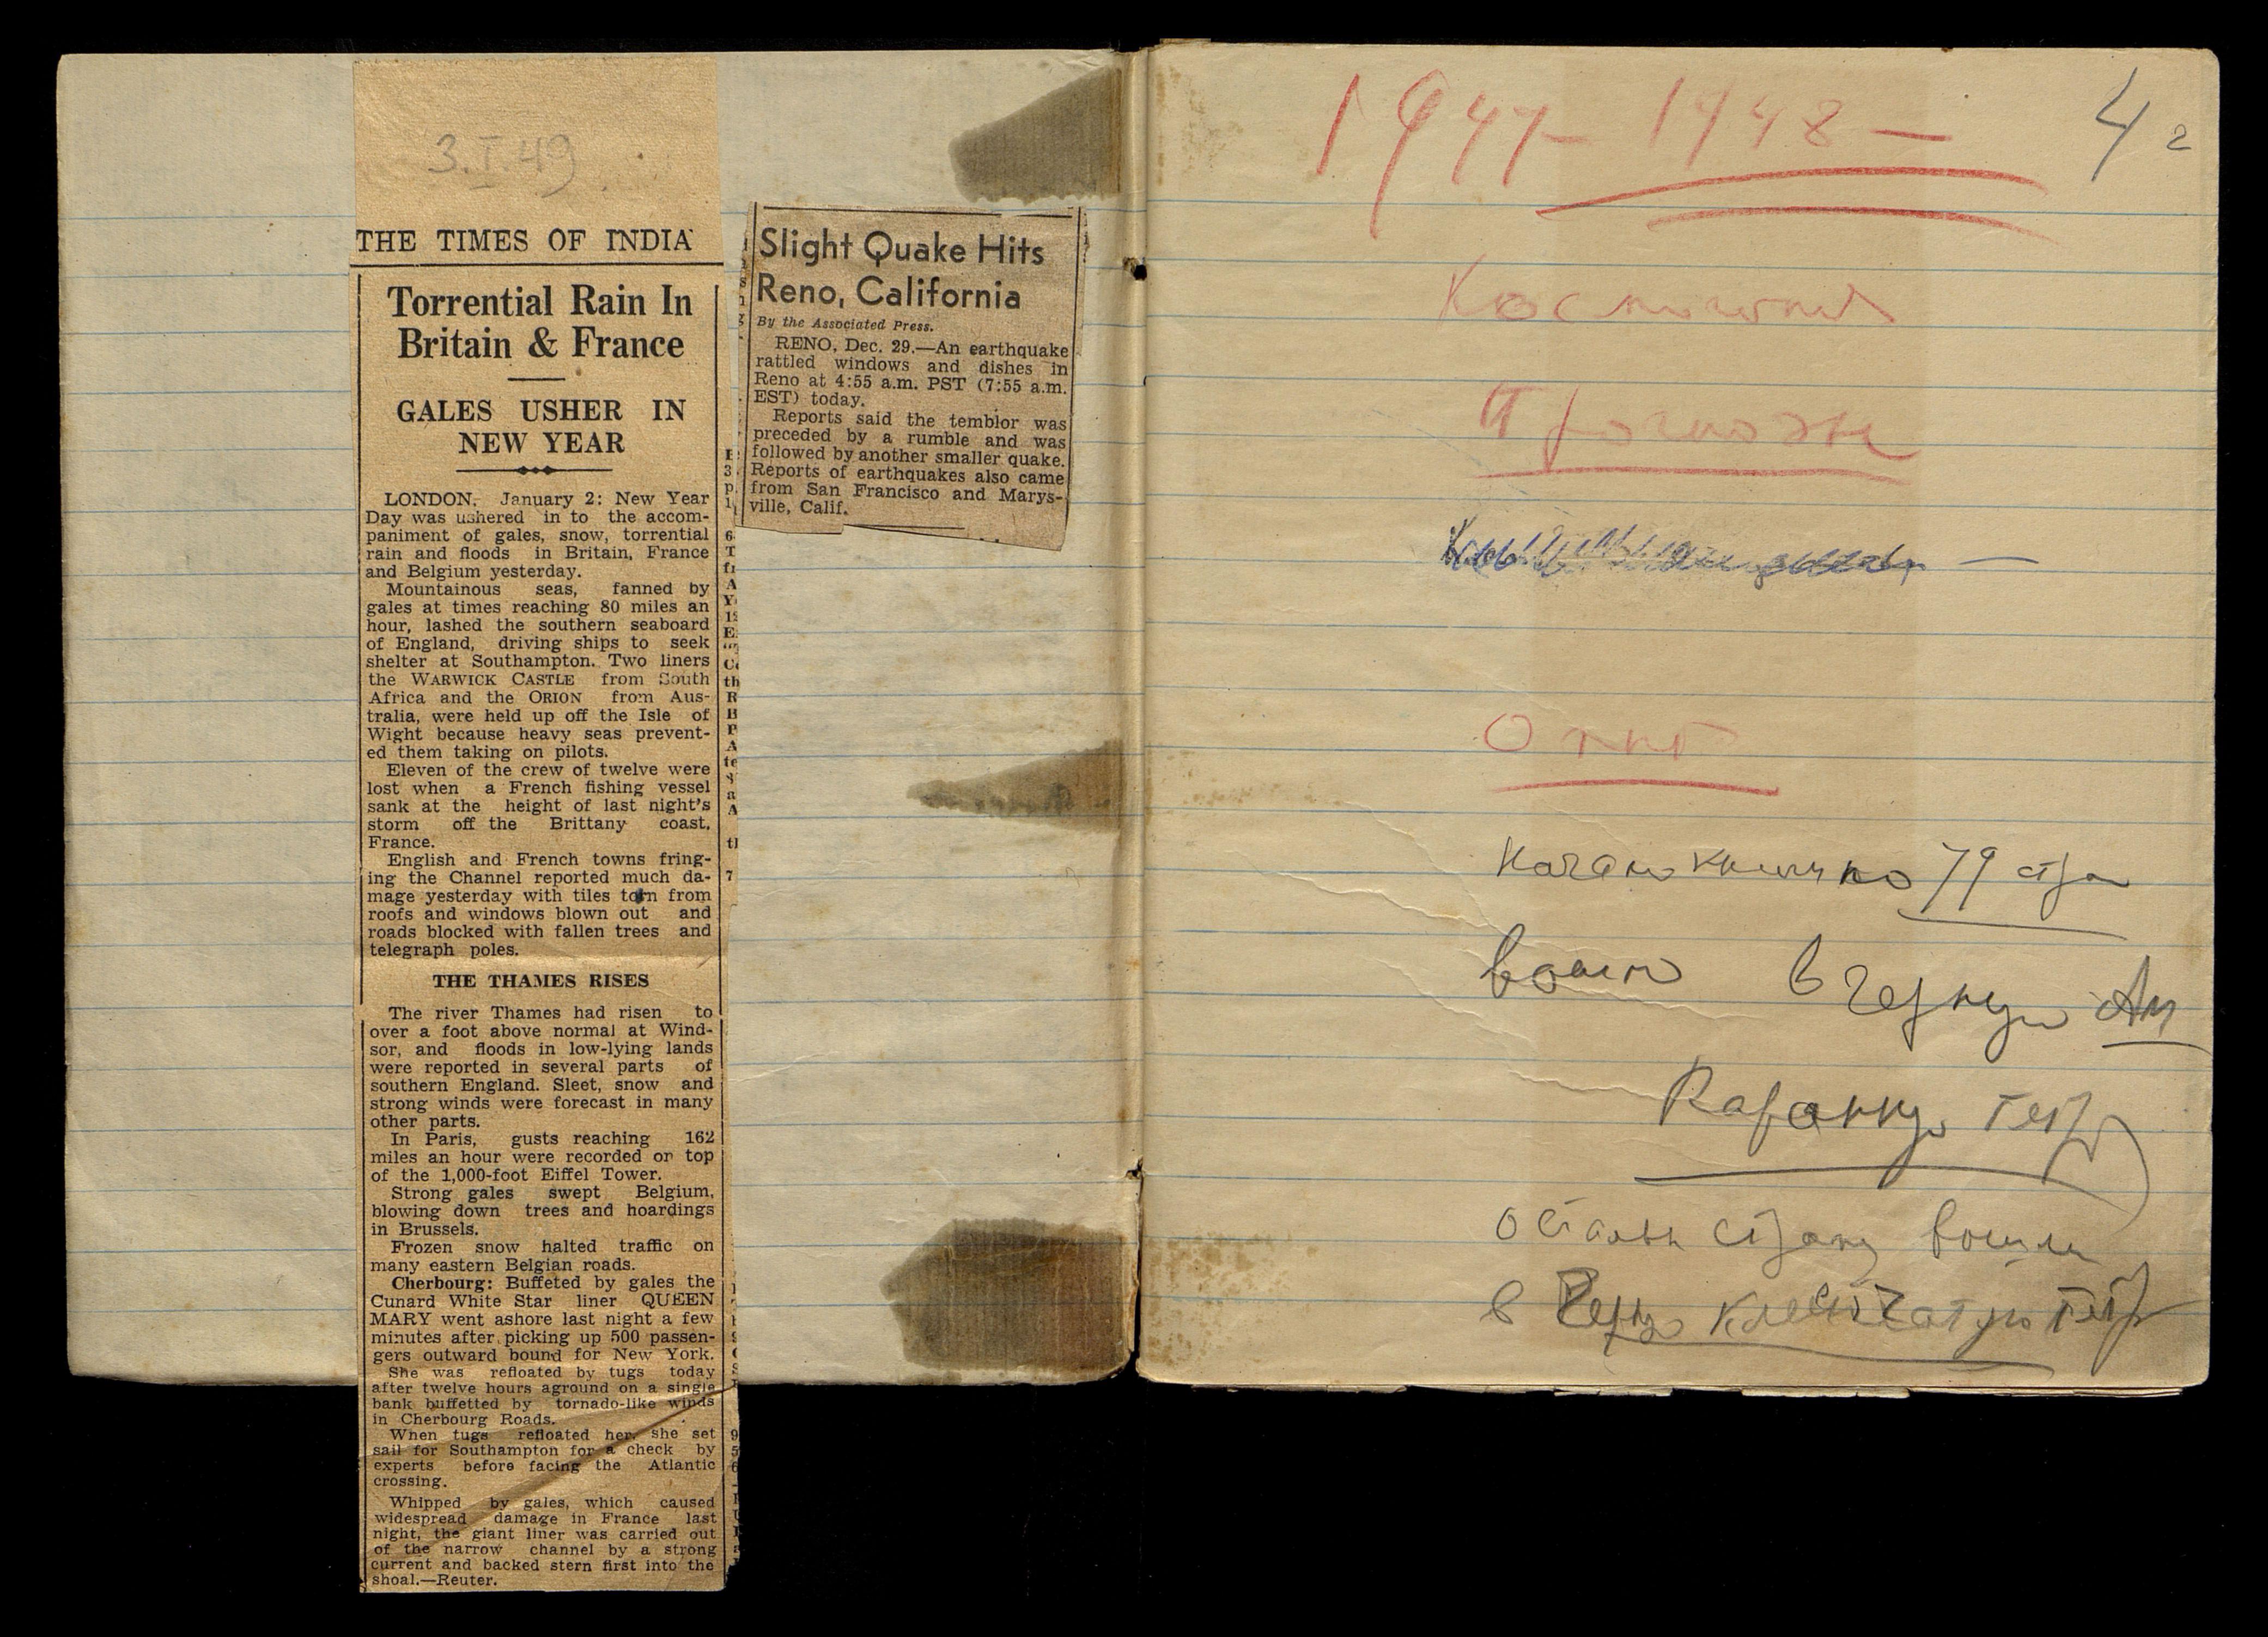 3.I.49
THE TIMES OF INDIA
Torrential Rain In
Britain & France
GALES USHER IN
NEW YEAR
LONDON, January 2: New Year
Day was ushered in to the accom-
paniment of gales, snow, torrential
rain and floods in Britain, France
and Belgium yesterday.
Mountainous seas, fanned by
gales at times reaching 80 miles an
hour, lashed the southern seaboard
of England, driving ships to seek
shelter at Southampton. Two liners
the WARWICK CASTLE from South
Africa and the ORION from Aus-
tralia, were held up off the Isle of
Wight because heavy seas prevent-
ed them taking on pilots.
Eleven of the crew of twelve were
lost when a French fishing vessel
sank at the height of last night's
storm off the Brittany coast,
France.
English and French towns fring-
ing the Channel reported much da-
mage yesterday with tiles torn from
roofs and windows blown out and
roads blocked with fallen trees and
telegraph poles.
THE THAMES RISES
The river Thames had risen to
over a foot above normal at Wind-
sor, and floods in low-lying lands
were reported in several parts of
southern England. Sleet, snow and
strong winds were forecast in many
other parts.
In Paris, gusts reaching 162
miles an hour were recorded on top
of the 1,000-foot Eiffel Tower.
Strong gales swept Belgium,
blowing down trees and hoardings
in Brussels.
Frozen snow halted traffic on
many eastern Belgian roads.
Cherbourg: Buffeted by gales the
Cunard White Star liner QUEEN
MARY went ashore last night a few
minutes after picking up 500 passen-
gers outward bound for New York.
She was refloated by tugs today
after twelve hours aground on a single
bank buffetted by tornado-like winds
in Cherbourg Roads.
When tugs refloated her, she set
sail for Southampton for a check by
experts before facing the Atlantic
crossing.
Whipped by gales, which caused
widespread damage in France last
night, the giant liner was carried out
of the narrow channel by a strong
current and backed stern first into the
shoal.—Reuter.
Slight Quake Hits
Reno, California
By the Associated Press.
RENO, Dec. 29.—An earthquake
rattled windows and dishes in
Reno at 4:55 a.m. PST (7:55 a.m.
EST) today.
Reports said the temblor was
preceded by a rumble and was
followed by another smaller quake.
Reports of earthquakes also came
from San Francisco and Marys-
ville, Calif.
1947-1948 — 4 г
Начало книги по 79 стр
вошло в черную
остальн вошли
в черну клетчатую тетр